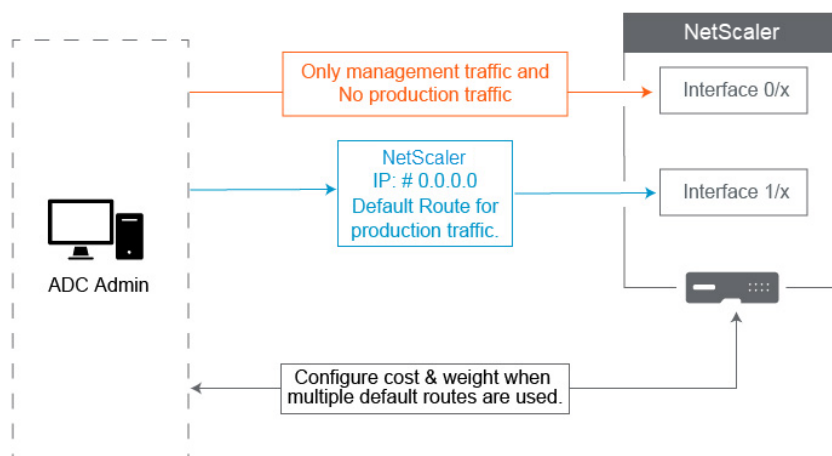 NetScaler
Only management traffic and
No production traffic
Interface 0/x
NetScaler
IP: # 0.0.0.0
Default Route for
production traffic.
Interface 1/x
ADC Admin
Configure cost & weight when
multiple default routes are used.